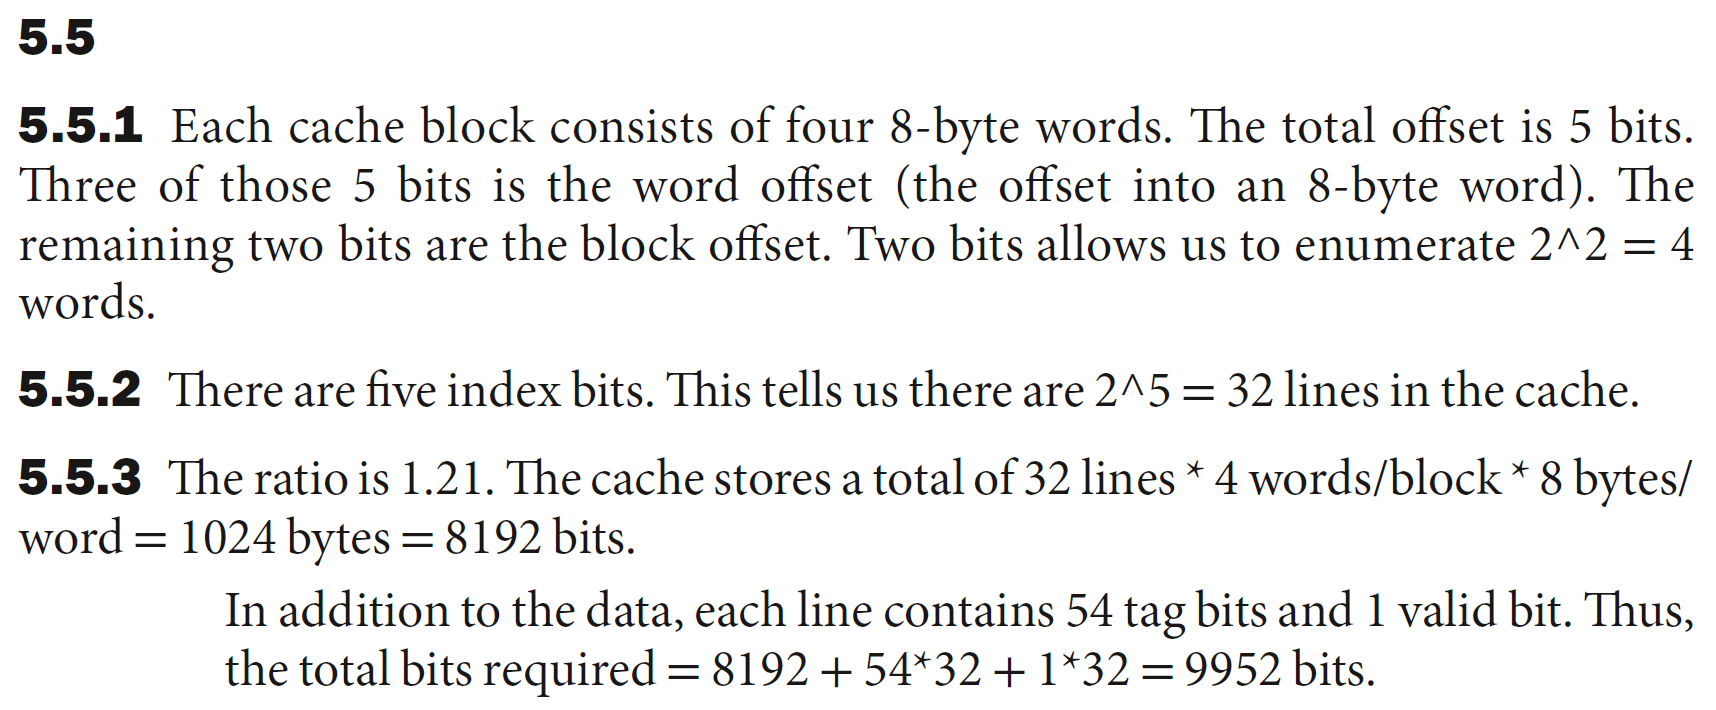 5.5
5.5.1 Each cache block consists of four 8-byte words. The total offset is 5 bits.
Three of those 5 bits is the word offset (the offset into an 8-byte word). The
remaining two bits are the block offset. Two bits allows us to enumerate 2^2 = 4
words.
5.5.2 There are five index bits. This tells us there are 2^5 = 32 lines in the cache.
5.5.3 The ratio is 1.21. The cache stores a total of 32 lines * 4 words/block * 8 bytes/
word = 1024 bytes = 8192 bits.
In addition to the data, each line contains 54 tag bits and 1 valid bit. Thus,
the total bits required = 8192 + 54*32 + 1*32 = 9952 bits.